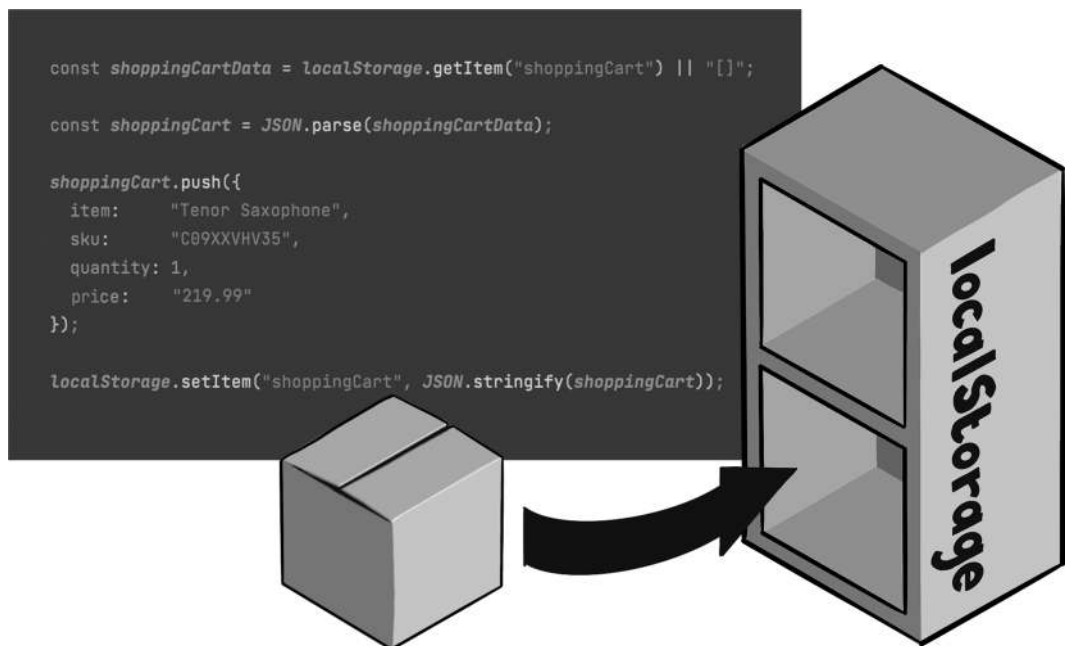 const shoppingCartData = localStorage.getItem("shoppingCart") || "[]";
const shoppingCart = JSON.parse(shoppingCartData);
shoppingCart.push({
item: "Tenor Saxophone",
sku: "C09XXVHV35",
quantity: 1,
price: "219.99"
});
localStorage.setItem("shoppingCart", JSON.stringify(shoppingCart));
localStorage